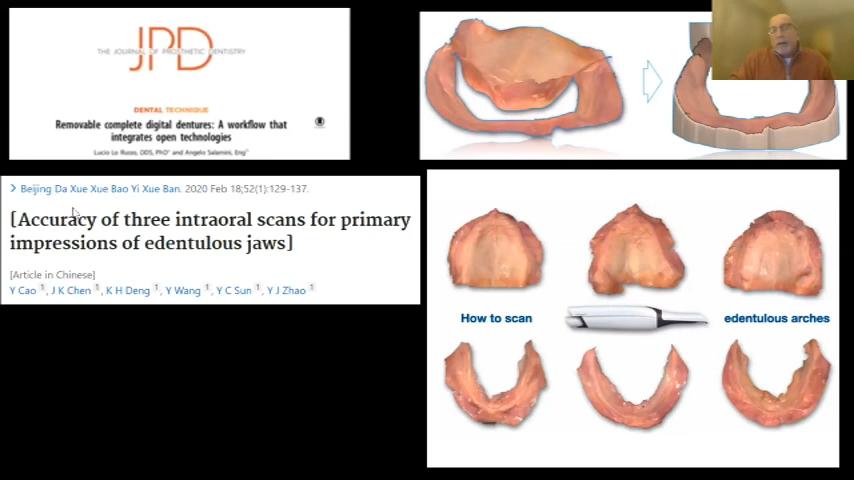 JPD
THE JOURNAL OF PROSTHETIC DENTISTRY
DENTAL TECHNIQUE
Removable complete digital dentures: A workflow that
integrates open technologies
Lucio Lo Russo, DDS, PhD and Angelo Salamini, Eng
Beijing Da Xue Xue Bao Yi Xue Ban. 2020 Feb 18;52(1):129-137.
[Accuracy of three intraoral scans for primary
impressions of edentulous jaws]
[Article in Chinese]
Y Cao 1, J K Chen 1, K H Deng 1, Y Wang 1, Y C Sun 1, Y J Zhao 1
How to scan
edentulous arches